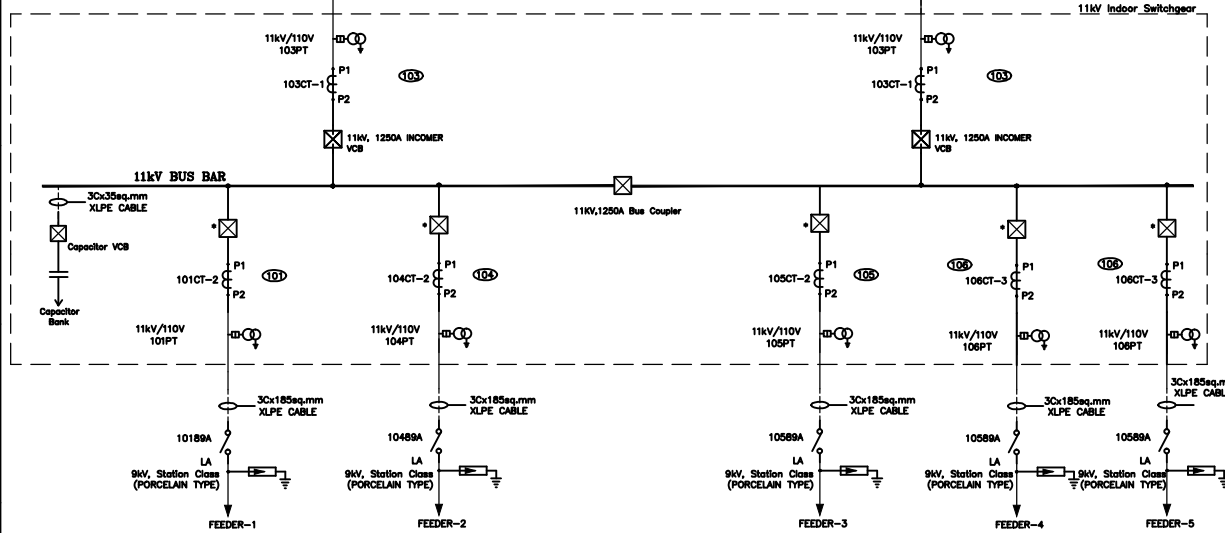 11kV Indoor Switchgear
11kV/110V
103PT
P1
103CT-1
P2
103
11kV, 1250A INCOMER
VCB
11kV/110V
103PT
P1
103CT-1
P2
103
11kV, 1250A INCOMER
VCB
11kV BUS BAR
11KV,1250A Bus Coupler
3Cx35sq.mm
XLPE CABLE
Capacitor VCB
Capacitor
Bank
*
P1
101CT-2
P2
101
11kV/110V
101PT
*
P1
104CT-2
P2
104
11kV/110V
104PT
*
P1
105CT-2
P2
105
11kV/110V
105PT
*
106
P1
106CT-3
P2
11kV/110V
106PT
*
106
P1
106CT-3
P2
11kV/110V
106PT
3Cx185sq.mm
XLPE CABLE
10189A
LA
9kV, Station Class
(PORCELAIN TYPE)
FEEDER-1
3Cx185sq.mm
XLPE CABLE
10489A
LA
9kV, Station Class
(PORCELAIN TYPE)
FEEDER-2
3Cx185sq.mm
XLPE CABLE
10589A
LA
9kV, Station Class
(PORCELAIN TYPE)
FEEDER-3
3Cx185sq.mm
XLPE CABLE
10589A
LA
9kV, Station Class
(PORCELAIN TYPE)
FEEDER-4
3Cx185sq.m
XLPE CABL
10589A
LA
9kV, Station Class
(PORCELAIN TYPE)
FEEDER-5